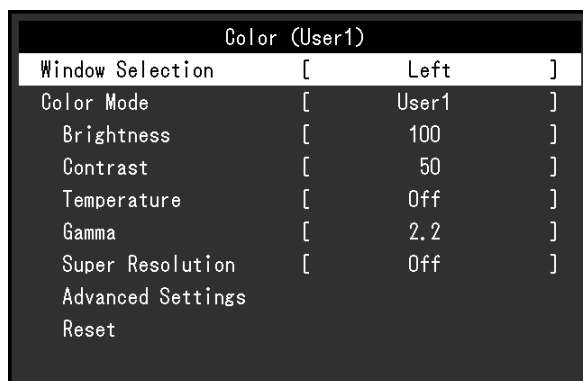 Color (User1)
Window Selection [ Left ]
Color Mode [ User1 ]
Brightness [ 100 ]
Contrast [ 50 ]
Temperature [ Off ]
Gamma [ 2.2 ]
Super Resolution [ Off ]
Advanced Settings
Reset